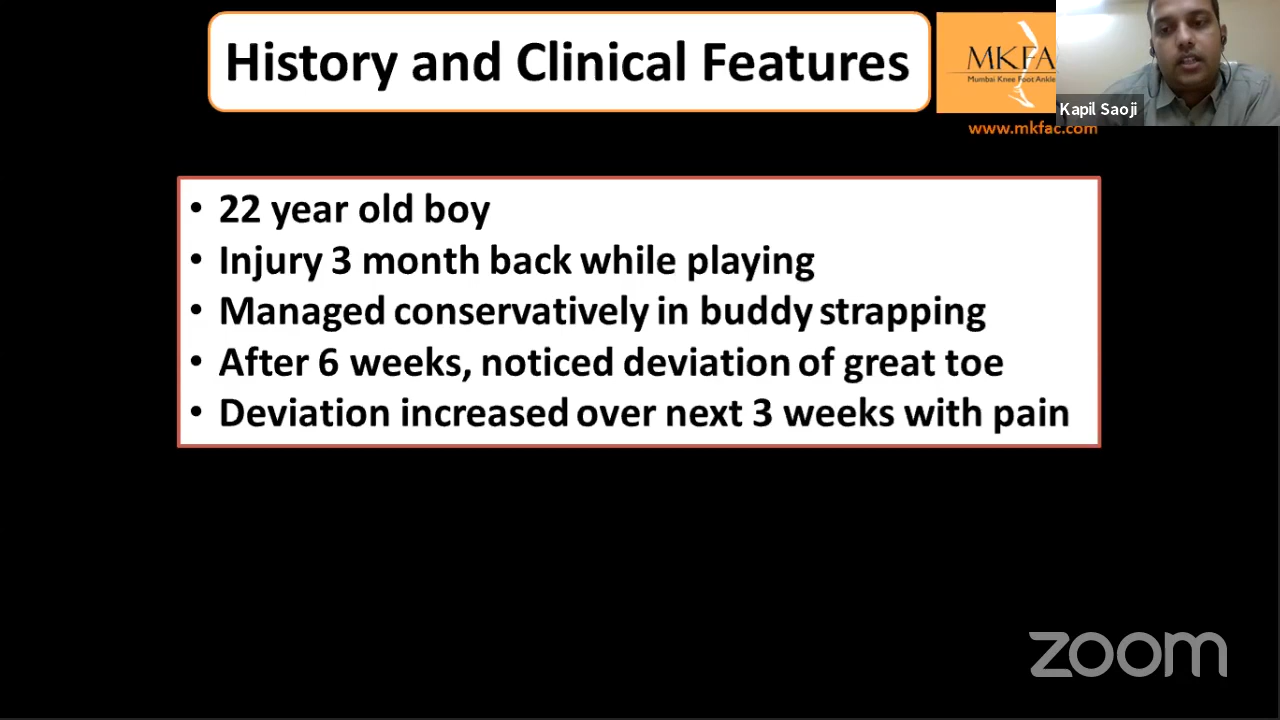 History and Clinical Features
MKFA
Mumbai Knee Foot Ankle
Kapil Saoji
www.mkfac.com
• 22 year old boy
• Injury 3 month back while playing
• Managed conservatively in buddy strapping
• After 6 weeks, noticed deviation of great toe
• Deviation increased over next 3 weeks with pain
zoom